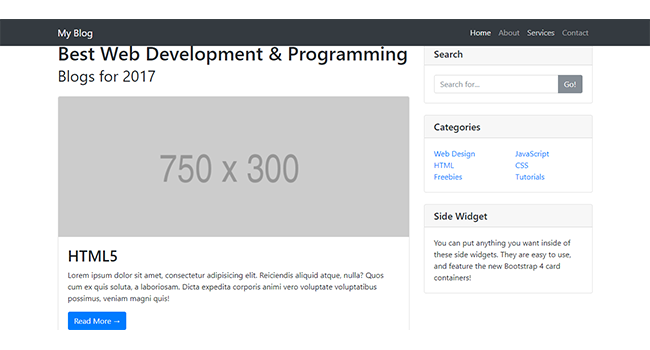 My Blog
Home About Services Contact
Best Web Development & Programming
Blogs for 2017
750 x 300
HTML5
Lorem ipsum dolor sit amet, consectetur adipisicing elit. Reiciendis aliquid atque, nulla? Quos
cum ex quis soluta, a laboriosam. Dicta expedita corporis animi vero voluptate voluptatibus
possimus, veniam magni quis!
Read More →
Search
Search for... Go!
Categories
Web Design JavaScript
HTML CSS
Freebies Tutorials
Side Widget
You can put anything you want inside of
these side widgets. They are easy to use,
and feature the new Bootstrap 4 card
containers!